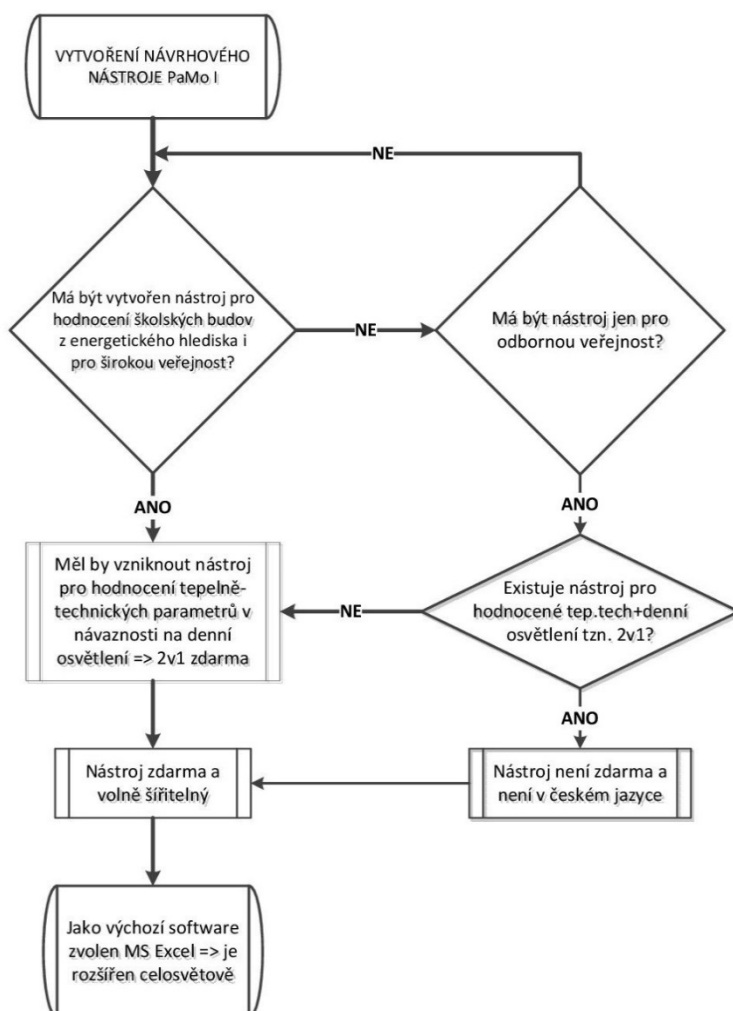 VYTVOŘENÍ NÁVRHOVÉHO
NÁSTROJE PaMo I
NE
Má být vytvořen nástroj pro
hodnocení školských budov
z energetického hlediska i
pro širokou veřejnost?
NE
Má být nástroj jen pro
odbornou veřejnost?
ANO
ANO
Měl by vzniknout nástroj
pro hodnocení tepelně-
technických parametrů v
návaznosti na denní
osvětlení => 2v1 zdarma
NE
Existuje nástroj pro
hodnocené tep.tech+denní
osvětlení tzn. 2v1?
ANO
Nástroj zdarma a
volně šířitelný
Nástroj není zdarma a
není v českém jazyce
Jako výchozí software
zvolen MS Excel => je
rozšířen celosvětově